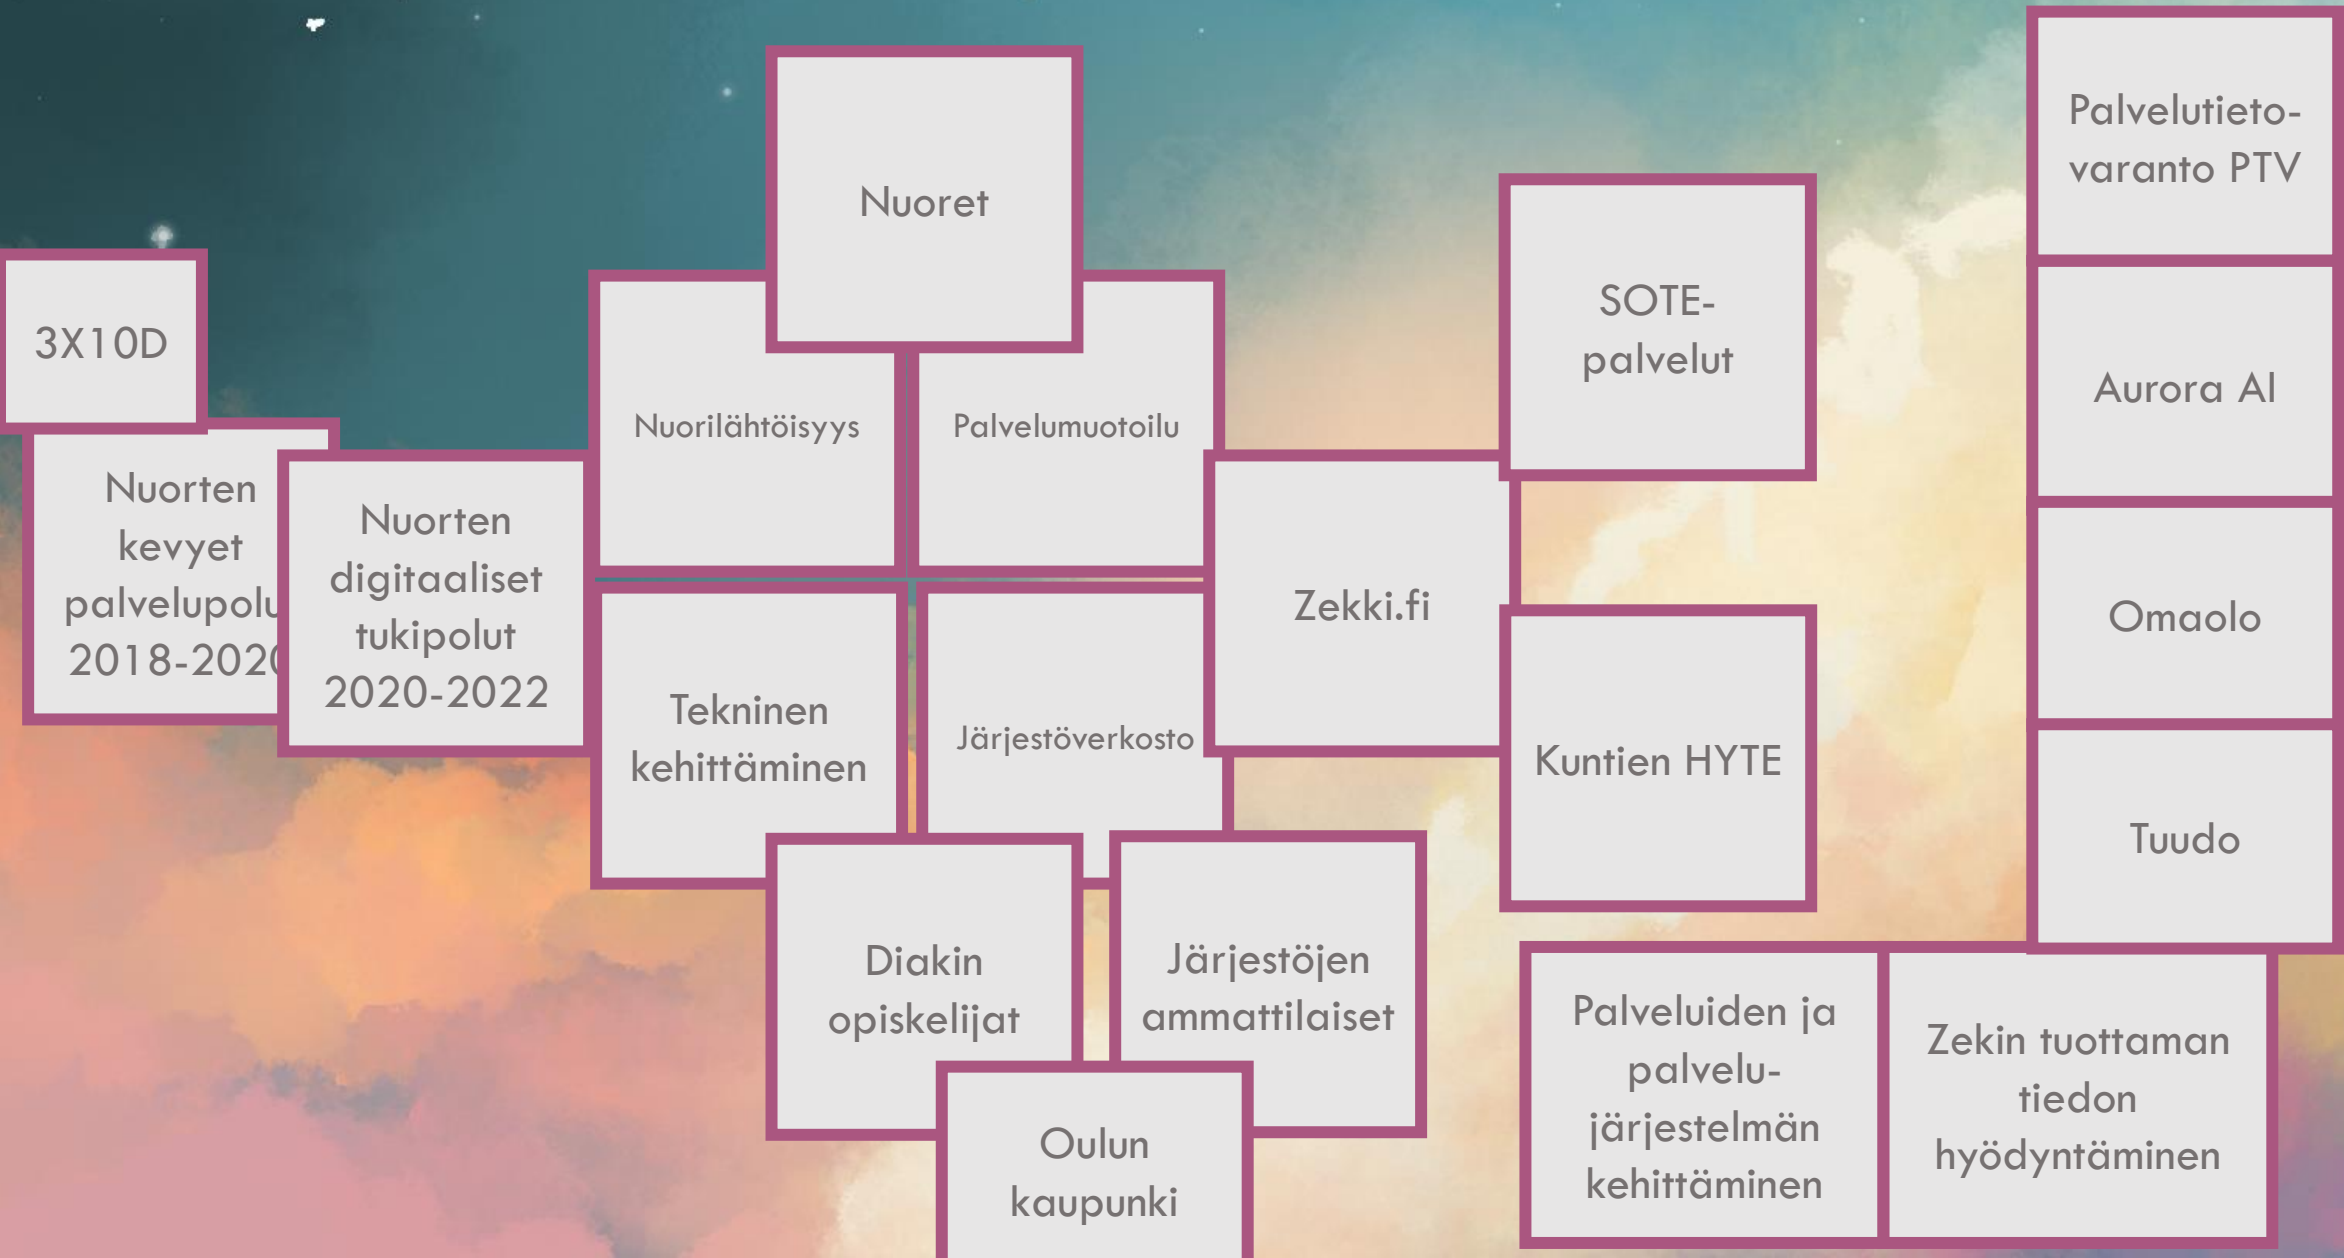 3X10D
Nuorten
kevyet
palvelupolu
2018-2020
Nuorten
digitaaliset
tukipolut
2020-2022
Nuoret
Nuorilähtöisyys
Palvelumuotoilu
Tekninen
kehittäminen
Järjestöverkosto
Diakin
opiskelijat
Järjestöjen
ammattilaiset
Oulun
kaupunki
Zekki.fi
SOTE-
palvelut
Kuntien HYTE
Palveluiden ja
palvelu-
järjestelmän
kehittäminen
Zekin tuottaman
tiedon
hyödyntäminen
Palvelutieto-
varanto PTV
Aurora AI
Omaolo
Tuudo